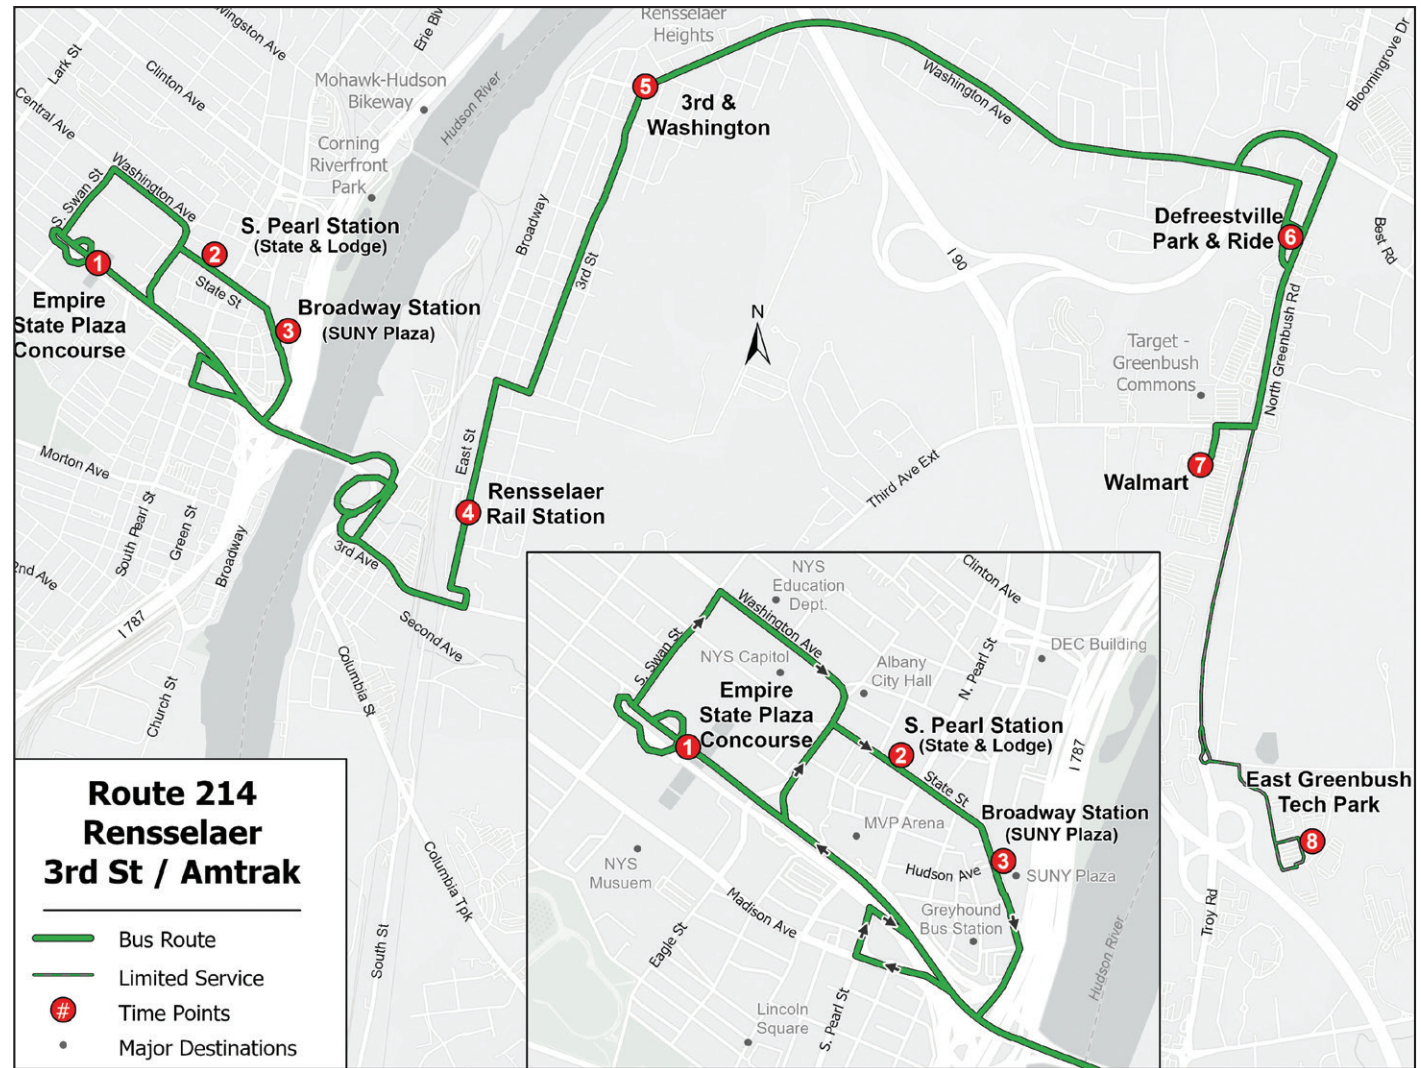 Rensselaer
Heights
Livingston Ave
Erie Blv
Lark St
Clinton Ave
Mohawk-Hudson
Bikeway
Hudson River
Central Ave
Corning
Riverfront
Park
5
3rd &
Washington
Washington Ave
Bloomingrove Dr
Washington Ave
S. Swan St
S. Pearl Station
(State & Lodge)
2
1
State St
Broadway
3rd St
I 90
Defreestville
Park & Ride
6
Best Rd
Empire
State Plaza
Concourse
Broadway Station
(SUNY Plaza)
3
N
North Greenbush Rd
Target -
Greenbush
Commons
Morton Ave
East St
Third Ave Ext
7
Walmart
South Pearl St
Green St
Broadway
Rensselaer
Rail Station
4
3rd Ave
2nd Ave
I 787
Second Ave
Church St
Columbia St
Columbia Tpk
South St
NYS
Education
Dept.
Clinton Ave
Washington Ave
S. Swan St
NYS Capitol
Albany
City Hall
N. Pearl St
DEC Building
Empire
State Plaza
Concourse
1
S. Pearl Station
(State & Lodge)
2
I 787
State St
Broadway Station
(SUNY Plaza)
3
MVP Arena
Hudson Ave
SUNY Plaza
NYS
Musuem
Madison Ave
Greyhound
Bus Station
Eagle St
Hudson River
Lincoln
Square
S. Pearl St
East Greenbush
Tech Park
8
Troy Rd
Route 214
Rensselaer
3rd St / Amtrak
Bus Route
Limited Service
# Time Points
Major Destinations